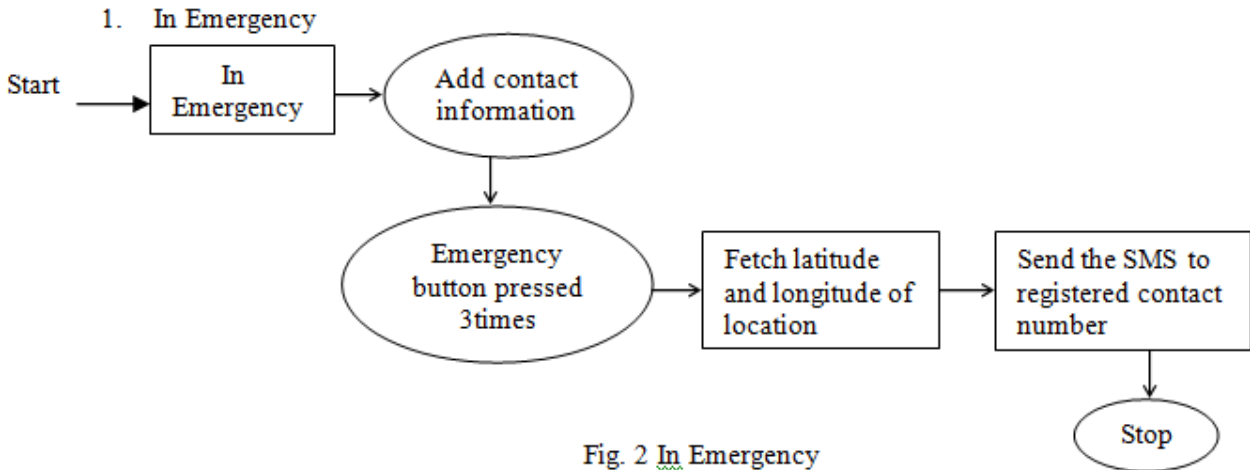 1. In Emergency
Start
In
Emergency
Add contact
information
Emergency
button pressed
3times
Fetch latitude
and longitude of
location
Send the SMS to
registered contact
number
Stop
Fig. 2 In Emergency